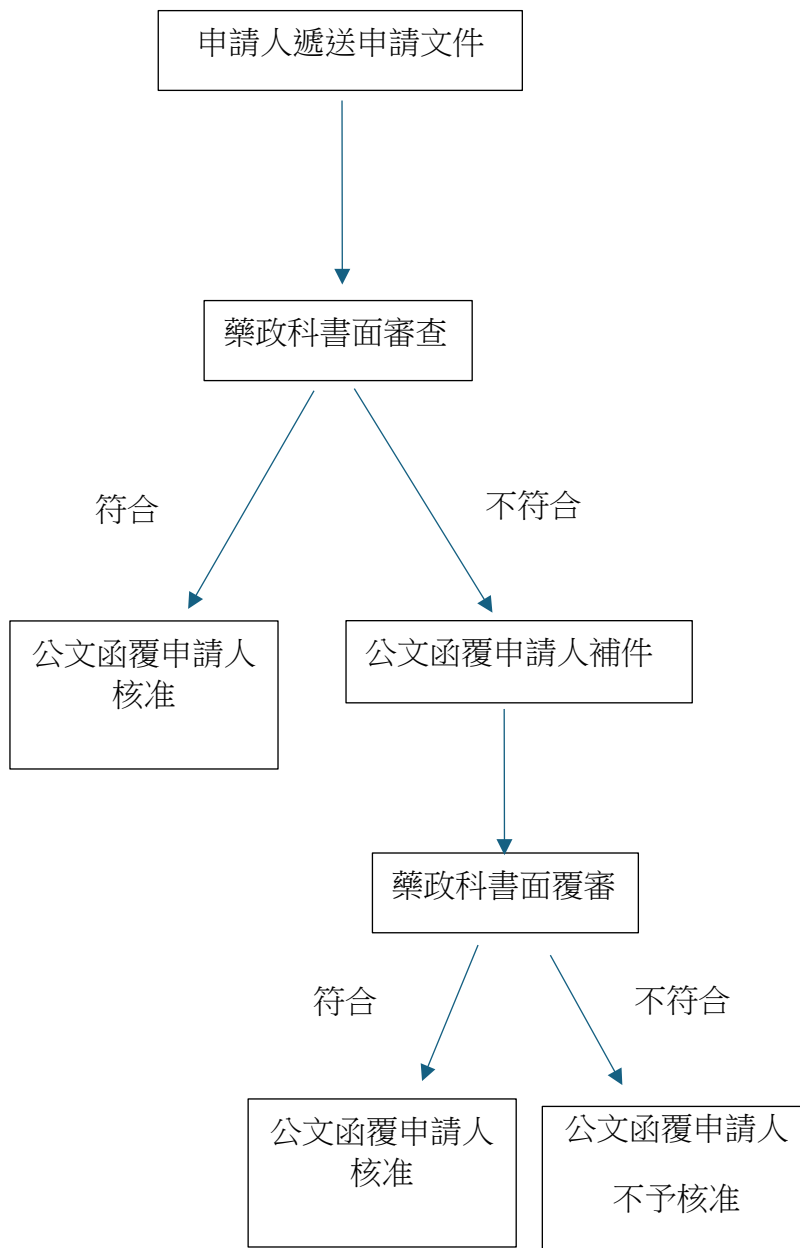 申請人遞送申請文件
藥政科書面審查
符合
不符合
公文函覆申請人
核准
公文函覆申請人補件
藥政科書面覆審
符合
不符合
公文函覆申請人
核准
公文函覆申請人
不予核准